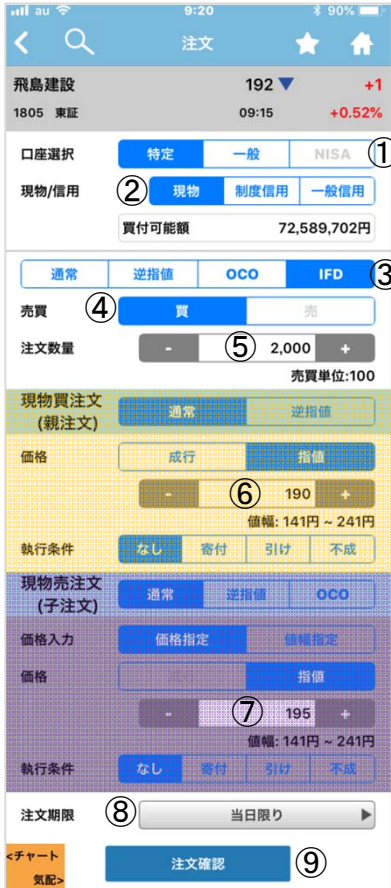 au 9:20 90%
注文
飛島建設 192▼ +1
1805 東証 09:15 +0.52%
口座選択 特定 一般 NISA ①
現物/信用 ② 現物 制度信用 一般信用
買付可能額 72,589,702円
通常 逆指値 OCO IFD ③
売買 ④ 買 売
注文数量 - ⑤ 2,000 +
売買単位:100
現物買注文 通常 逆指値
(親注文)
価格 成行 指値
- ⑥ 190 +
値幅: 141円 ~ 241円
執行条件 なし 寄付 引け 不成
現物売注文 通常 逆指値 OCO
(子注文)
価格入力 価格指定 値幅指定
価格 指値
- ⑦ 195 +
値幅: 141円 ~ 241円
執行条件 なし 寄付 引け 不成
注文期限 ⑧ 当日限り ▶
<チャート 注文確認 ⑨
気配>